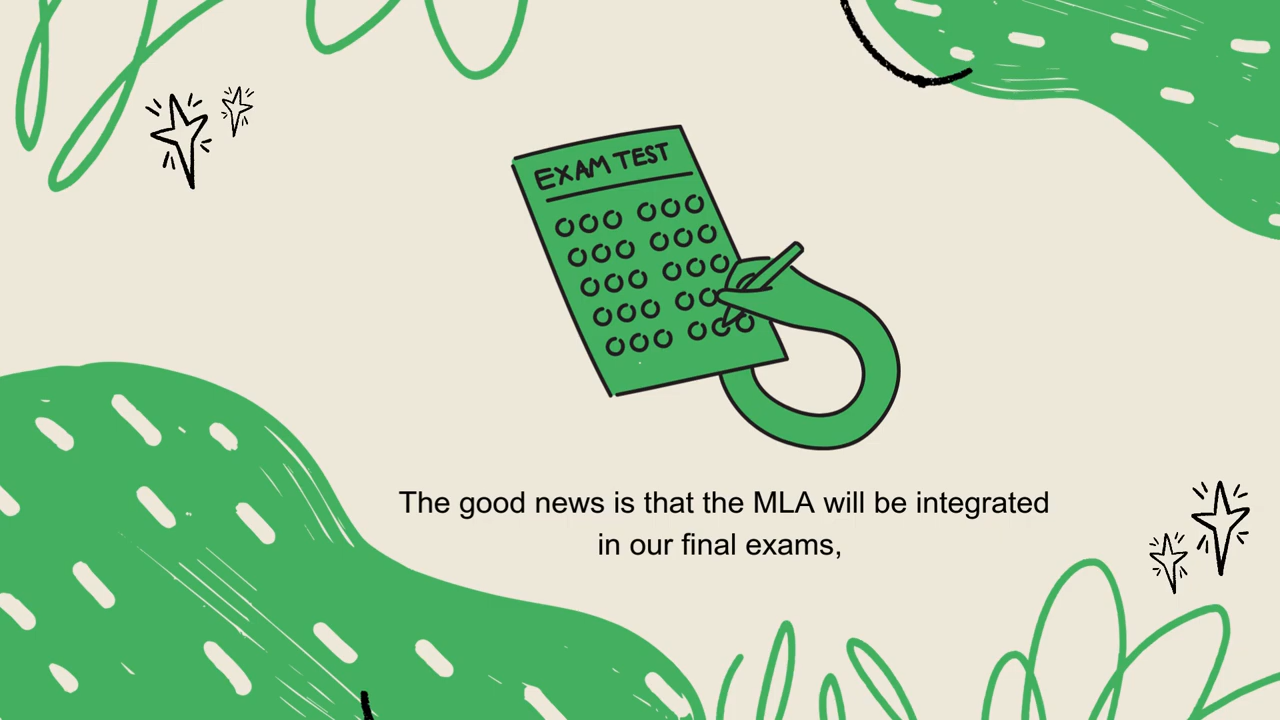 EXAM TEST
The good news is that the MLA will be integrated
in our final exams,